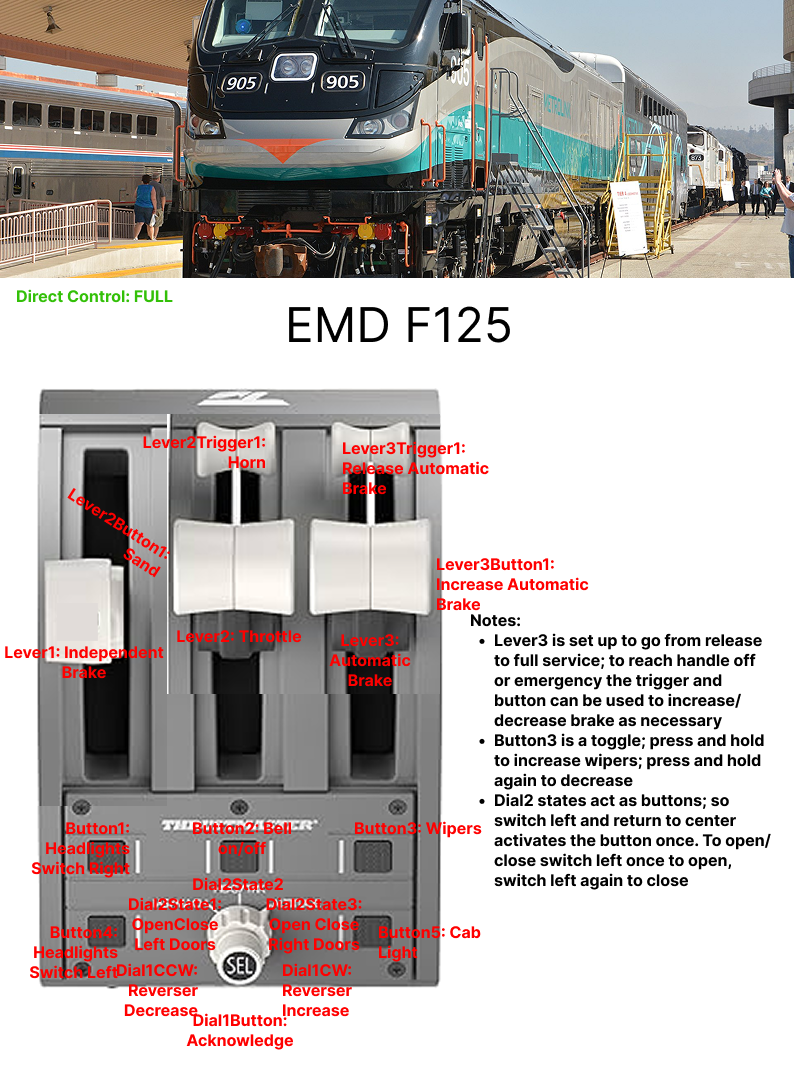 905
905
905
METROLINK
873
Direct Control: FULL
EMD F125
Lever2Trigger1:
Horn
Lever3Trigger1:
Release Automatic
Brake
Lever2Button1:
Sand
Lever3Button1:
Increase Automatic
Brake
Lever1: Independent
Brake
Lever2: Throttle
Lever3:
Automatic
Brake
Notes:
• Lever3 is set up to go from release
to full service; to reach handle off
or emergency the trigger and
button can be used to increase/
decrease brake as necessary
• Button3 is a toggle; press and hold
to increase wipers; press and hold
again to decrease
• Dial2 states act as buttons; so
switch left and return to center
activates the button once. To open/
close switch left once to open,
switch left again to close
THRUSTMASTER
Button1:
Headlights
Switch Right
Button2: Bell
on/off
Button3: Wipers
Dial2State2
Dial2State1:
OpenClose
Left Doors
Dial2State3:
Open Close
Right Doors
Button4:
Headlights
Switch Left
Button5: Cab
Light
SEL
Dial1CCW:
Reverser
Decrease
Dial1CW:
Reverser
Increase
Dial1Button:
Acknowledge